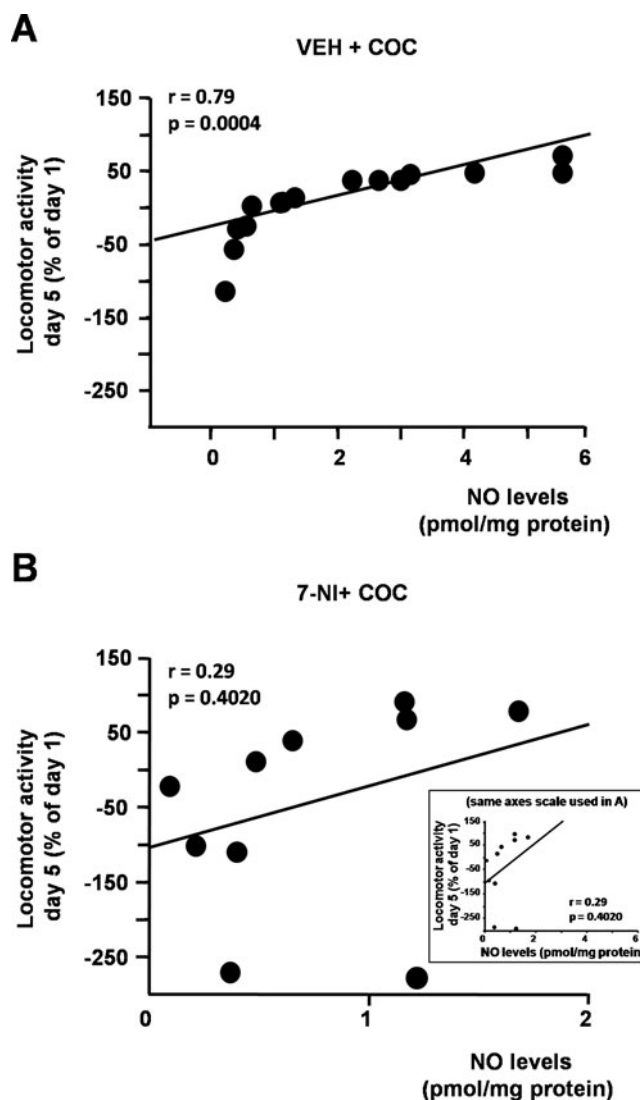 A
VEH + COC
r = 0.79
p = 0.0004
Locomotor activity
day 5 (% of day 1)
150
50
-50
-150
-250
0 2 4 6
NO levels
(pmol/mg protein)
B
7-NI+ COC
r = 0.29
p = 0.4020
Locomotor activity
day 5 (% of day 1)
150
50
-50
-150
-250
0 1 2
NO levels
(pmol/mg protein)
(same axes scale used in A)
Locomotor activity
day 5 (% of day 1)
150
50
-50
-150
-250
r = 0.29
p = 0.4020
0 2 4 6
NO levels (pmol/mg protein)